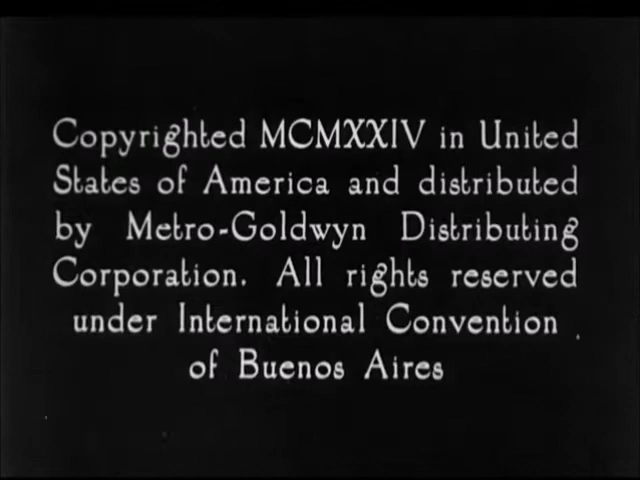 Copyrighted MCMXXIV in United
States of America and distributed
by Metro-Goldwyn Distributing
Corporation. All rights reserved
under International Convention
of Buenos Aires